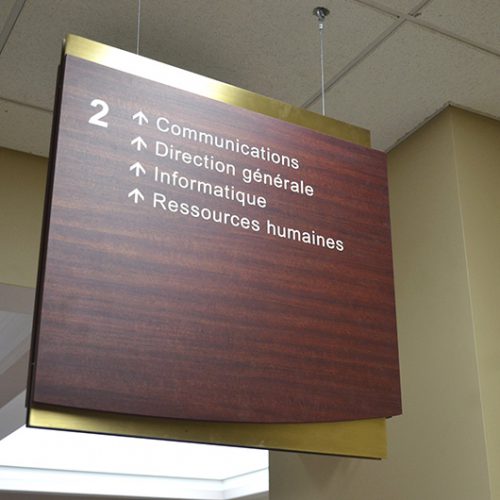 2 ↑ Communications
↑ Direction générale
↑ Informatique
↑ Ressources humaines